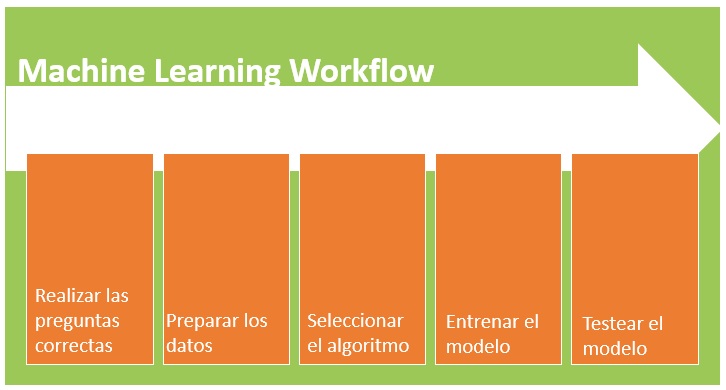 Machine Learning Workflow
Realizar las
preguntas
correctas
Preparar los
datos
Seleccionar
el algoritmo
Entrenar el
modelo
Testear el
modelo